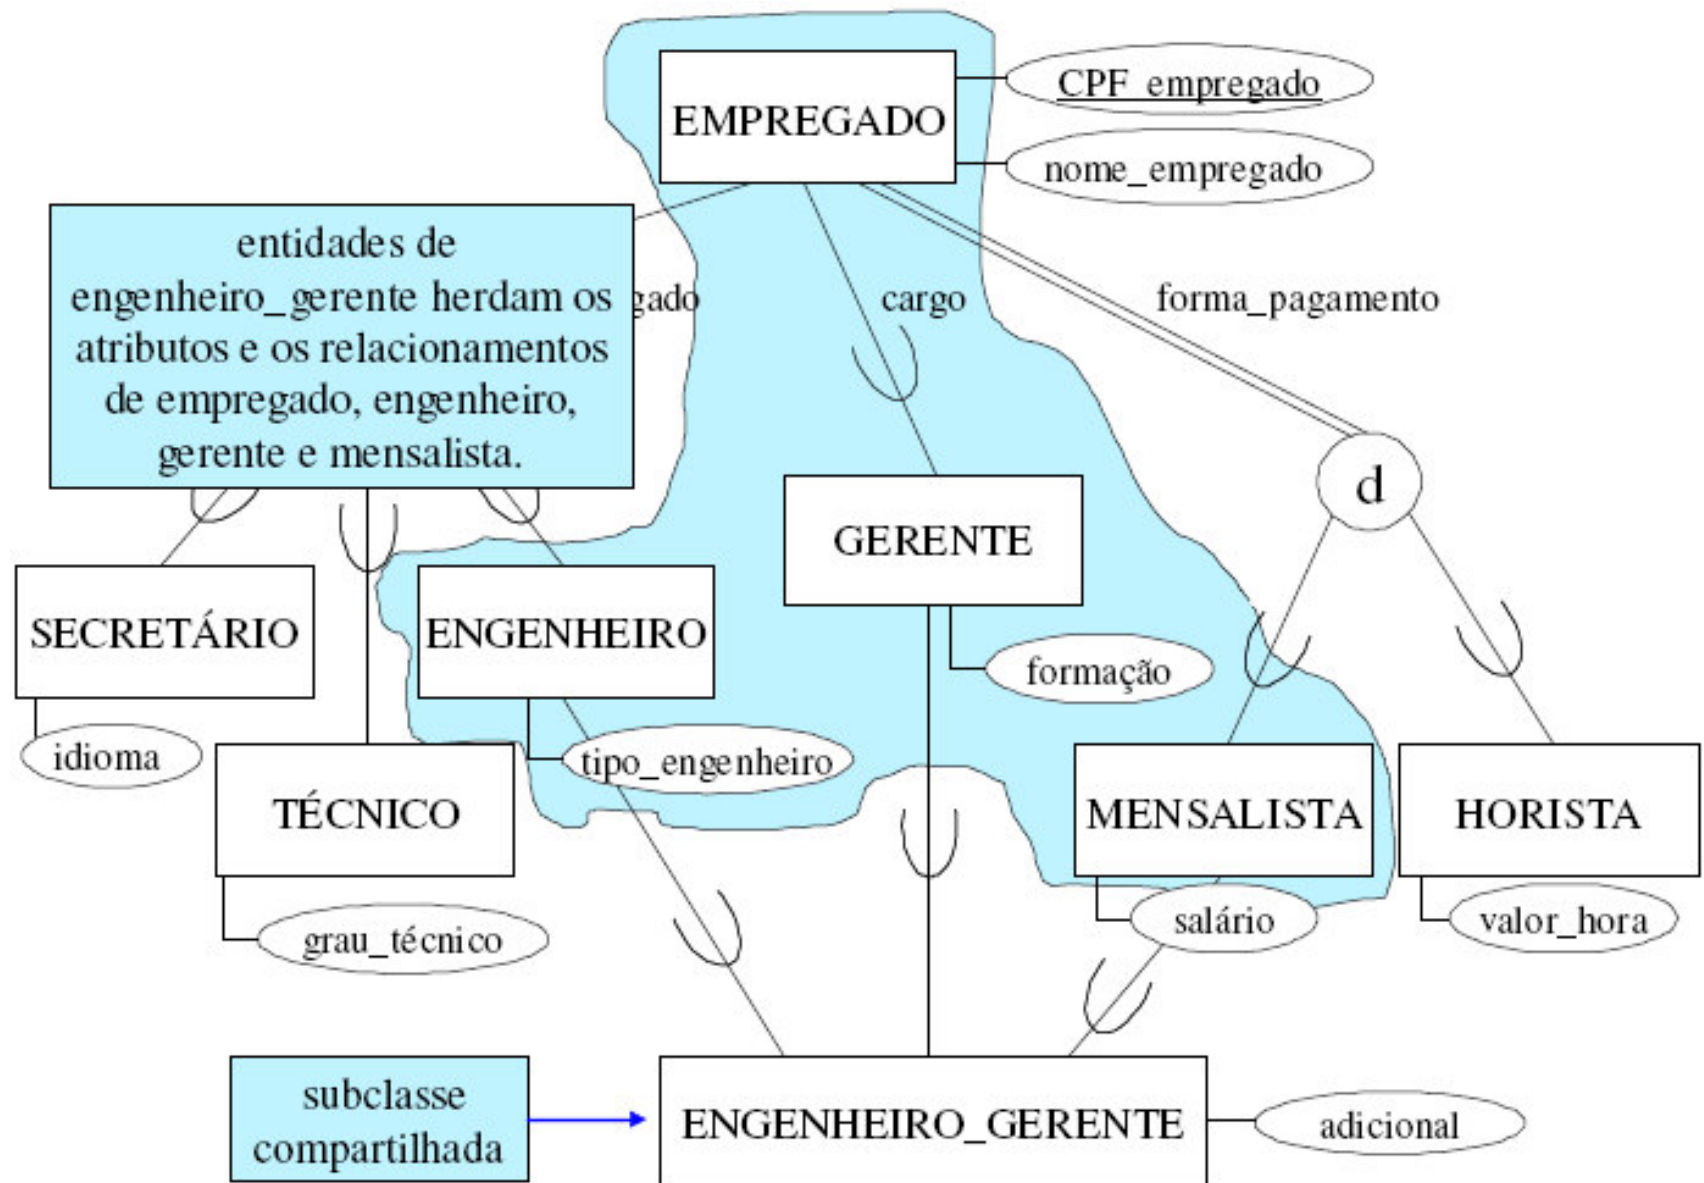 EMPREGADO
CPF_empregado
nome_empregado
entidades de
engenheiro_gerente herdam os
atributos e os relacionamentos
de empregado, engenheiro,
gerente e mensalista.
gado
cargo
forma_pagamento
d
GERENTE
SECRETÁRIO
ENGENHEIRO
formação
idioma
tipo_engenheiro
TÉCNICO
MENSALISTA
HORISTA
grau_técnico
salário
valor_hora
subclasse
compartilhada
ENGENHEIRO_GERENTE
adicional